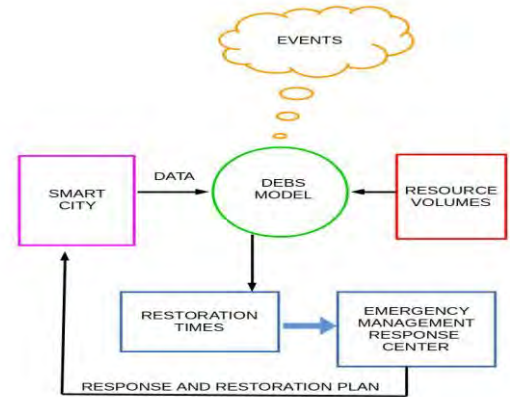 EVENTS
SMART
CITY
DATA
DEBS
MODEL
RESOURCE
VOLUMES
RESTORATION
TIMES
EMERGENCY
MANAGEMENT
RESPONSE
CENTER
RESPONSE AND RESTORATION PLAN